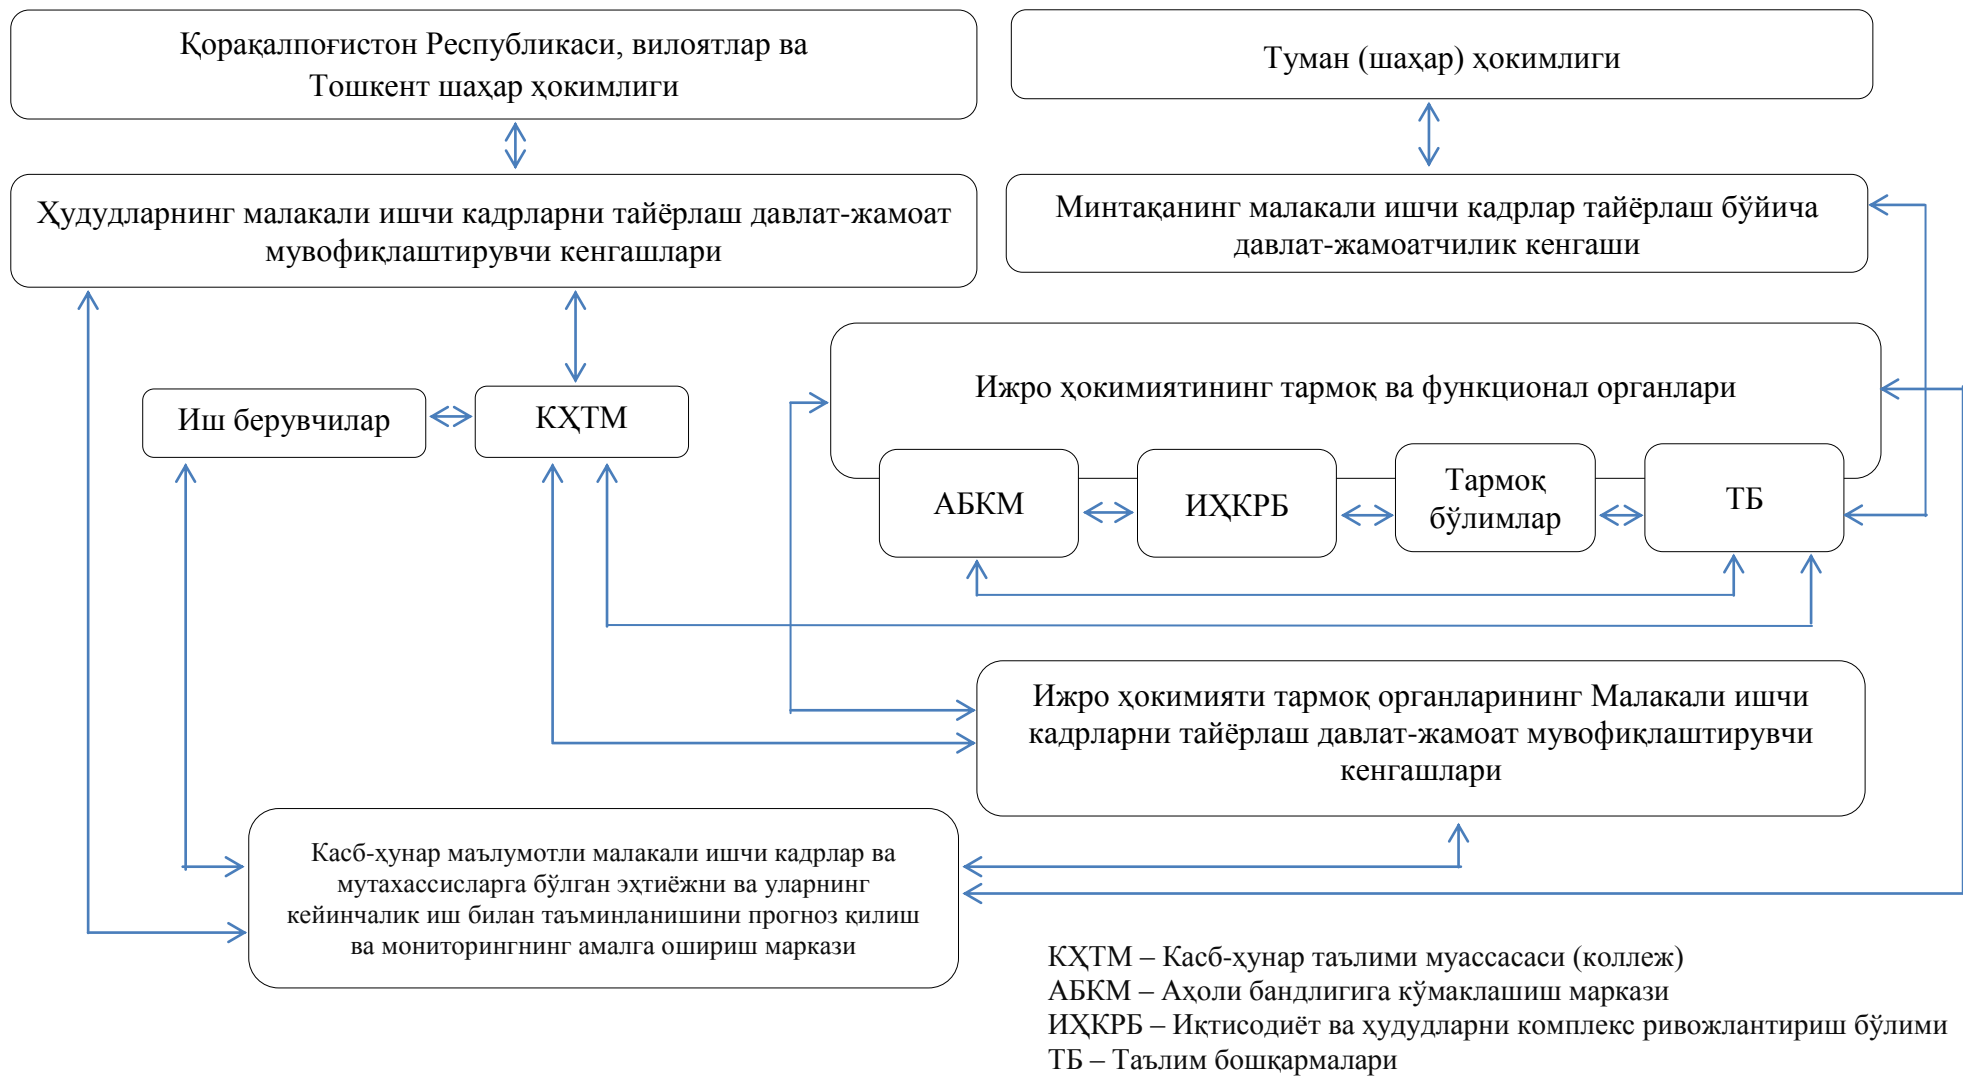 Қорақалпоғистон Республикаси, вилоятлар ва
Тошкент шаҳар ҳокимлиги
Туман (шаҳар) ҳокимлиги
Ҳудудларнинг малакали ишчи кадрларни тайёрлаш давлат-жамоат
мувофиқлаштирувчи кенгашлари
Минтақанинг малакали ишчи кадрлар тайёрлаш бўйича
давлат-жамоатчилик кенгаши
Ижро ҳокимиятининг тармоқ ва функционал органлари
Иш берувчилар
КҲТМ
АБКМ
ИҲКРБ
Тармоқ
бўлимлар
ТБ
Ижро ҳокимияти тармоқ органларининг Малакали ишчи
кадрларни тайёрлаш давлат-жамоат мувофиқлаштирувчи
кенгашлари
Касб-ҳунар маълумотли малакали ишчи кадрлар ва
мутахассисларга бўлган эҳтиёжни ва уларнинг
кейинчалик иш билан таъминланишини прогноз қилиш
ва мониторингнинг амалга ошириш маркази
КҲТМ – Касб-ҳунар таълими муассасаси (коллеж)
АБКМ – Аҳоли бандлигига кўмаклашиш маркази
ИҲКРБ – Иқтисодиёт ва ҳудудларни комплекс ривожлантириш бўлими
ТБ – Таълим бошқармалари